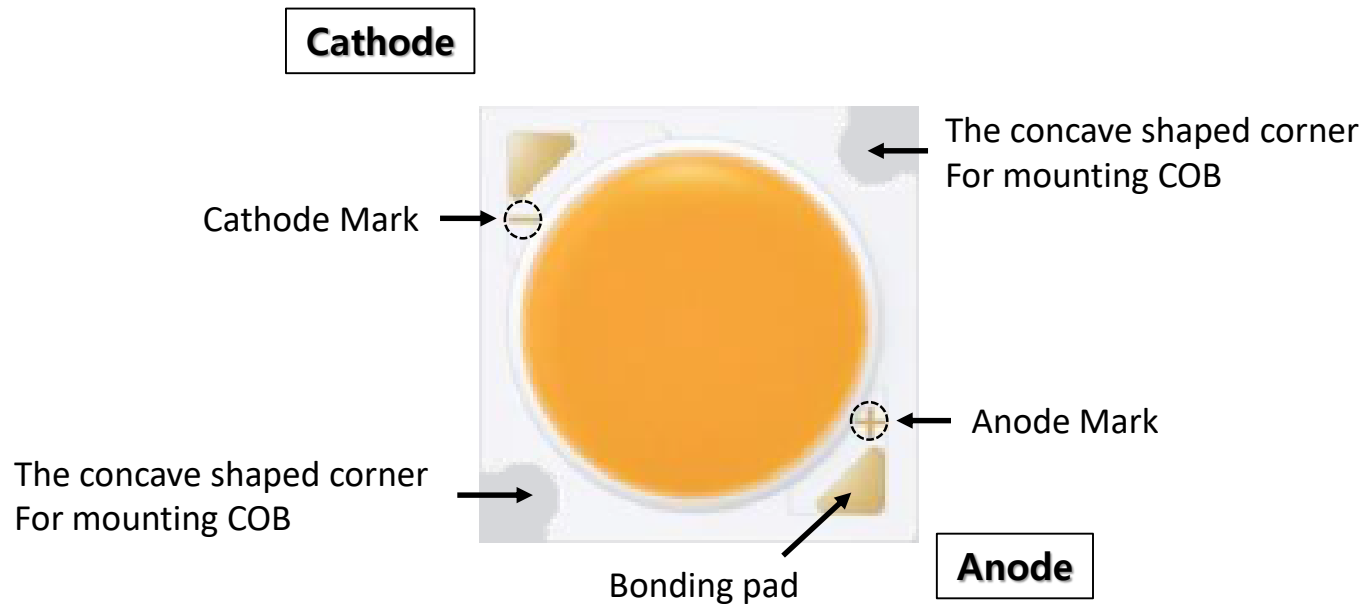 Cathode
The concave shaped corner
For mounting COB
Cathode Mark
Anode Mark
The concave shaped corner
For mounting COB
Bonding pad
Anode